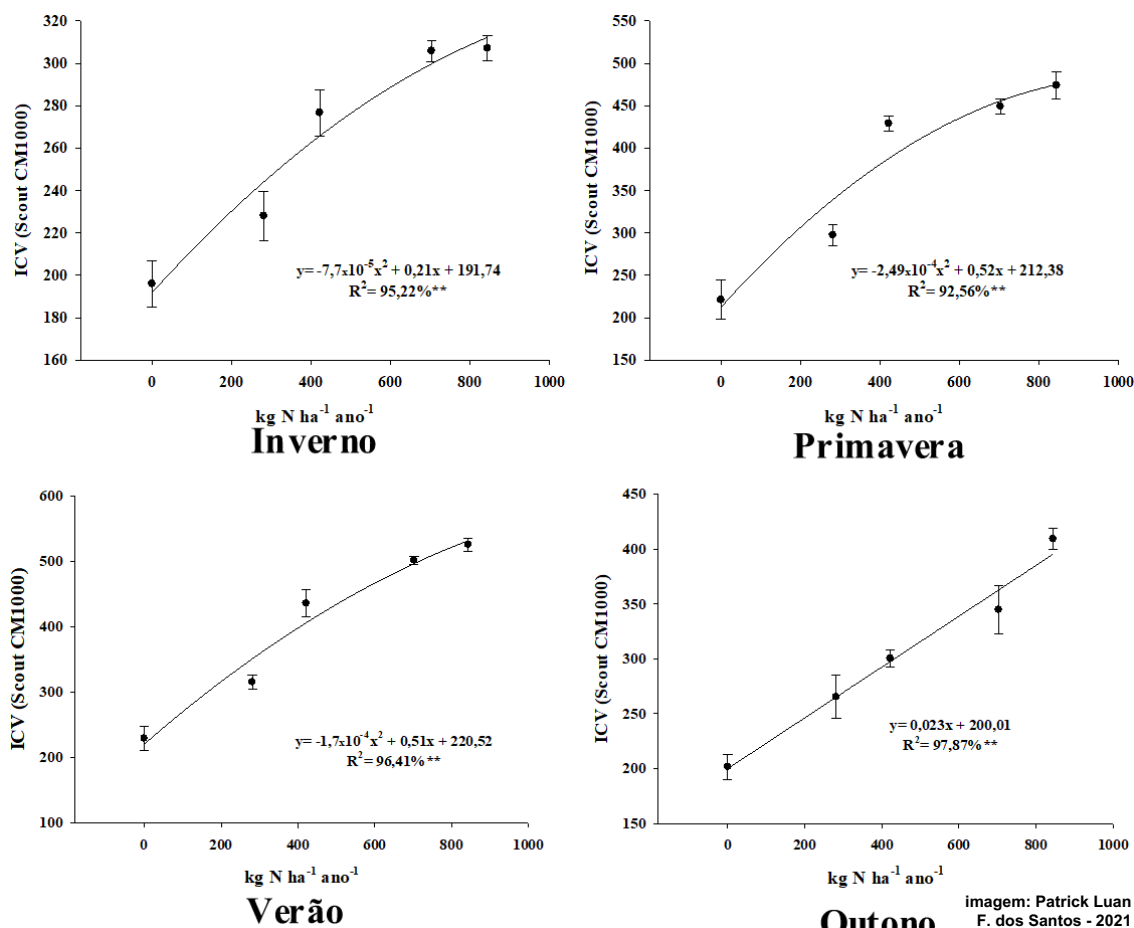 320
300
280
260
240
220
200
180
160
ICV (Scout CM1000)
y= -7,7x10⁻⁵x² + 0,21x + 191,74
R²= 95,22%**
0 200 400 600 800 1000
kg N ha⁻¹ ano⁻¹
Inverno
550
500
450
400
350
300
250
200
150
ICV (Scout CM1000)
y= -2,49x10⁻⁴x² + 0,52x + 212,38
R²= 92,56%**
0 200 400 600 800 1000
kg N ha⁻¹ ano⁻¹
Primavera
600
500
400
300
200
100
ICV (Scout CM1000)
y= -1,7x10⁻⁴x² + 0,51x + 220,52
R²= 96,41%**
0 200 400 600 800 1000
kg N ha⁻¹ ano⁻¹
Verão
450
400
350
300
250
200
150
ICV (Scout CM1000)
y= 0,023x + 200,01
R²= 97,87%**
0 200 400 600 800 1000
kg N ha⁻¹ ano⁻¹
Outono
imagem: Patrick Luan
F. dos Santos - 2021